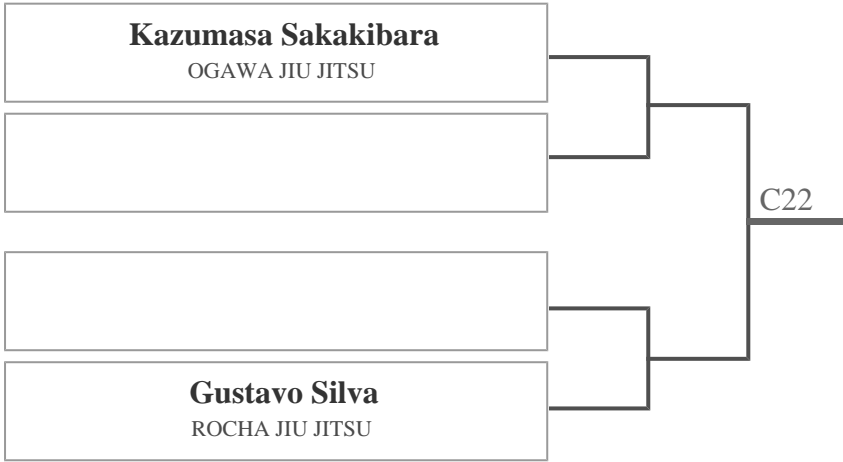 Kazumasa Sakakibara
OGAWA JIU JITSU
C22
Gustavo Silva
ROCHA JIU JITSU